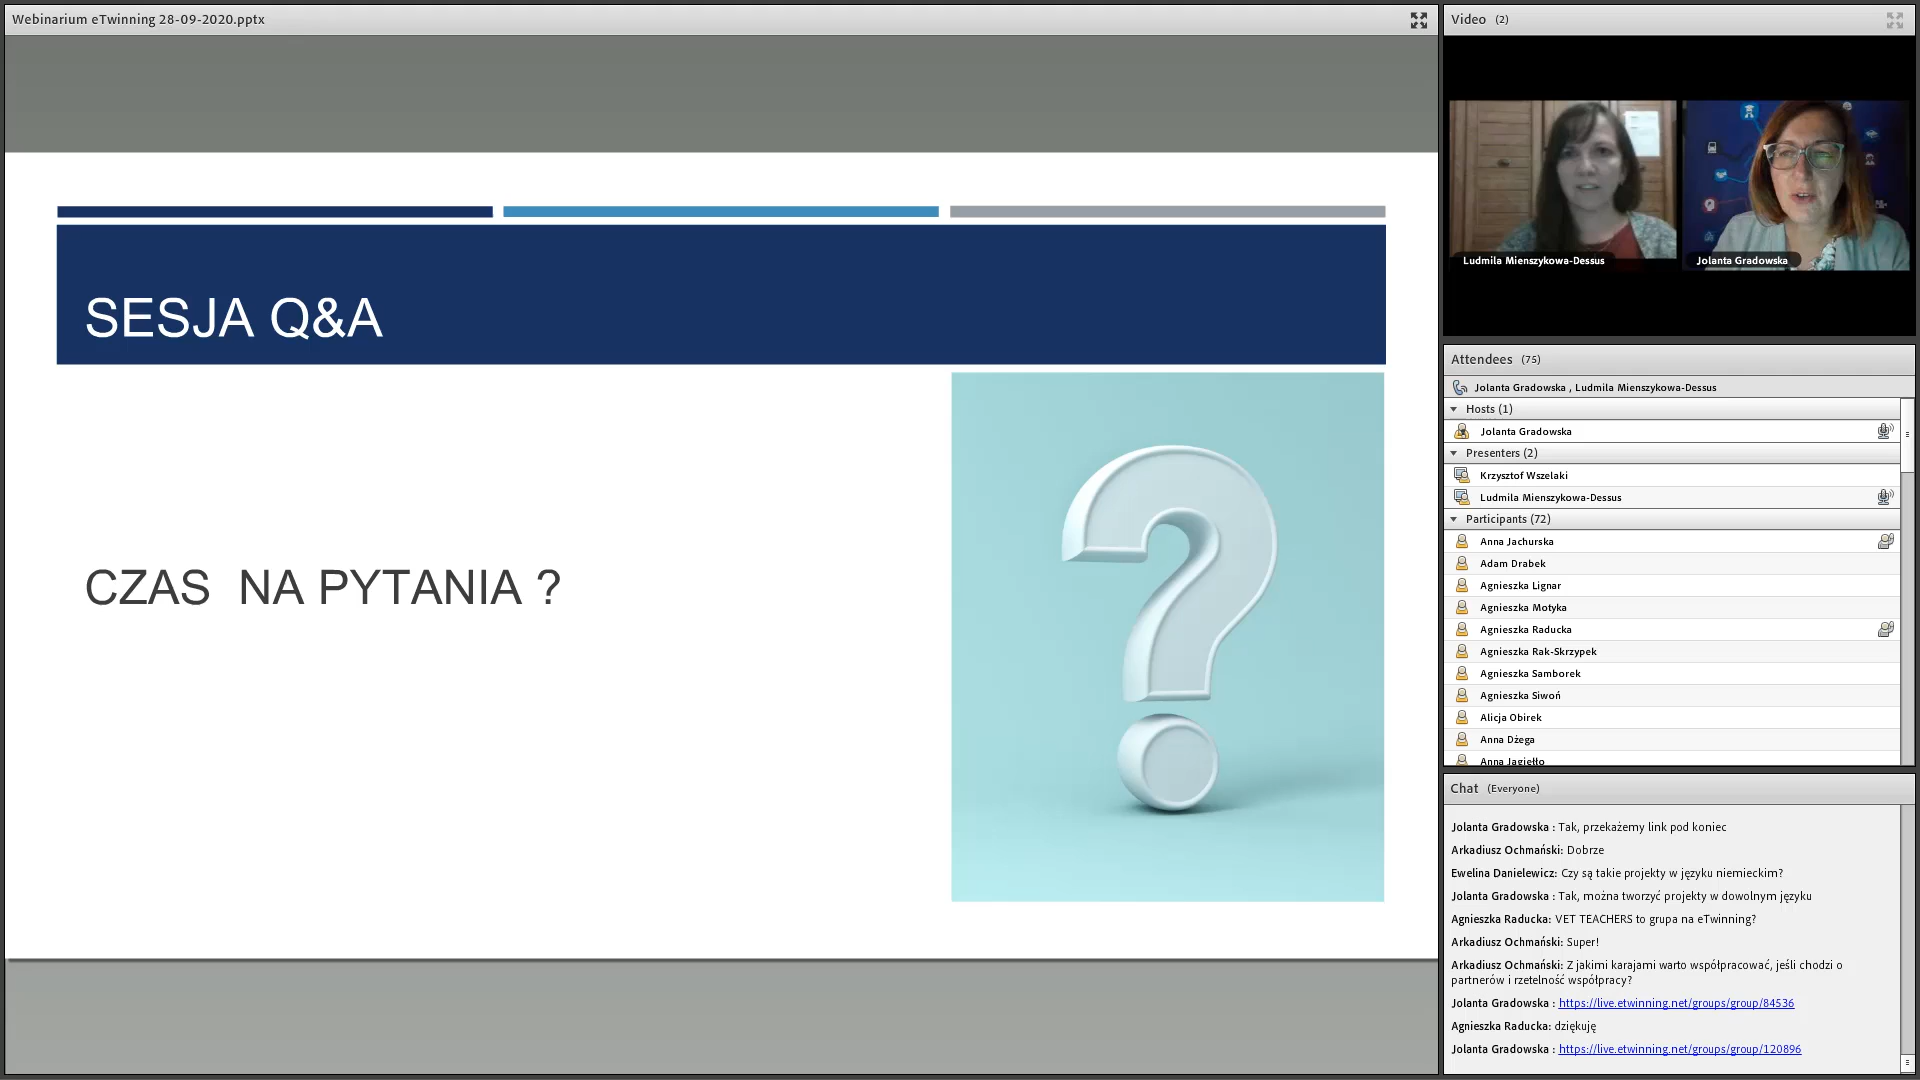 Webinarium eTwinning 28-09-2020.pptx
SESJA Q&A
CZAS NA PYTANIA ?
Video (2)
Ludmila Mienszykowa-Dessus
Jolanta Gradowska
Attendees (75)
Jolanta Gradowska , Ludmila Mienszykowa-Dessus
Hosts (1)
Jolanta Gradowska
Presenters (2)
Krzysztof Wszelaki
Ludmila Mienszykowa-Dessus
Participants (72)
Anna Jachurska
Adam Drabek
Agnieszka Lignar
Agnieszka Motyka
Agnieszka Raducka
Agnieszka Rak-Skrzypek
Agnieszka Samborek
Agnieszka Siwoń
Alicja Obirek
Anna Dżega
Anna Jagiełło
Chat (Everyone)
Jolanta Gradowska : Tak, przekażemy link pod koniec
Arkadiusz Ochmański: Dobrze
Ewelina Danielewicz: Czy są takie projekty w języku niemieckim?
Jolanta Gradowska : Tak, można tworzyć projekty w dowolnym języku
Agnieszka Raducka: VET TEACHERS to grupa na eTwinning?
Arkadiusz Ochmański: Super!
Arkadiusz Ochmański: Z jakimi karajami warto współpracować, jeśli chodzi o
partnerów i rzetelność współpracy?
Jolanta Gradowska : https://live.etwinning.net/groups/group/84536
Agnieszka Raducka: dziękuję
Jolanta Gradowska : https://live.etwinning.net/groups/group/120896